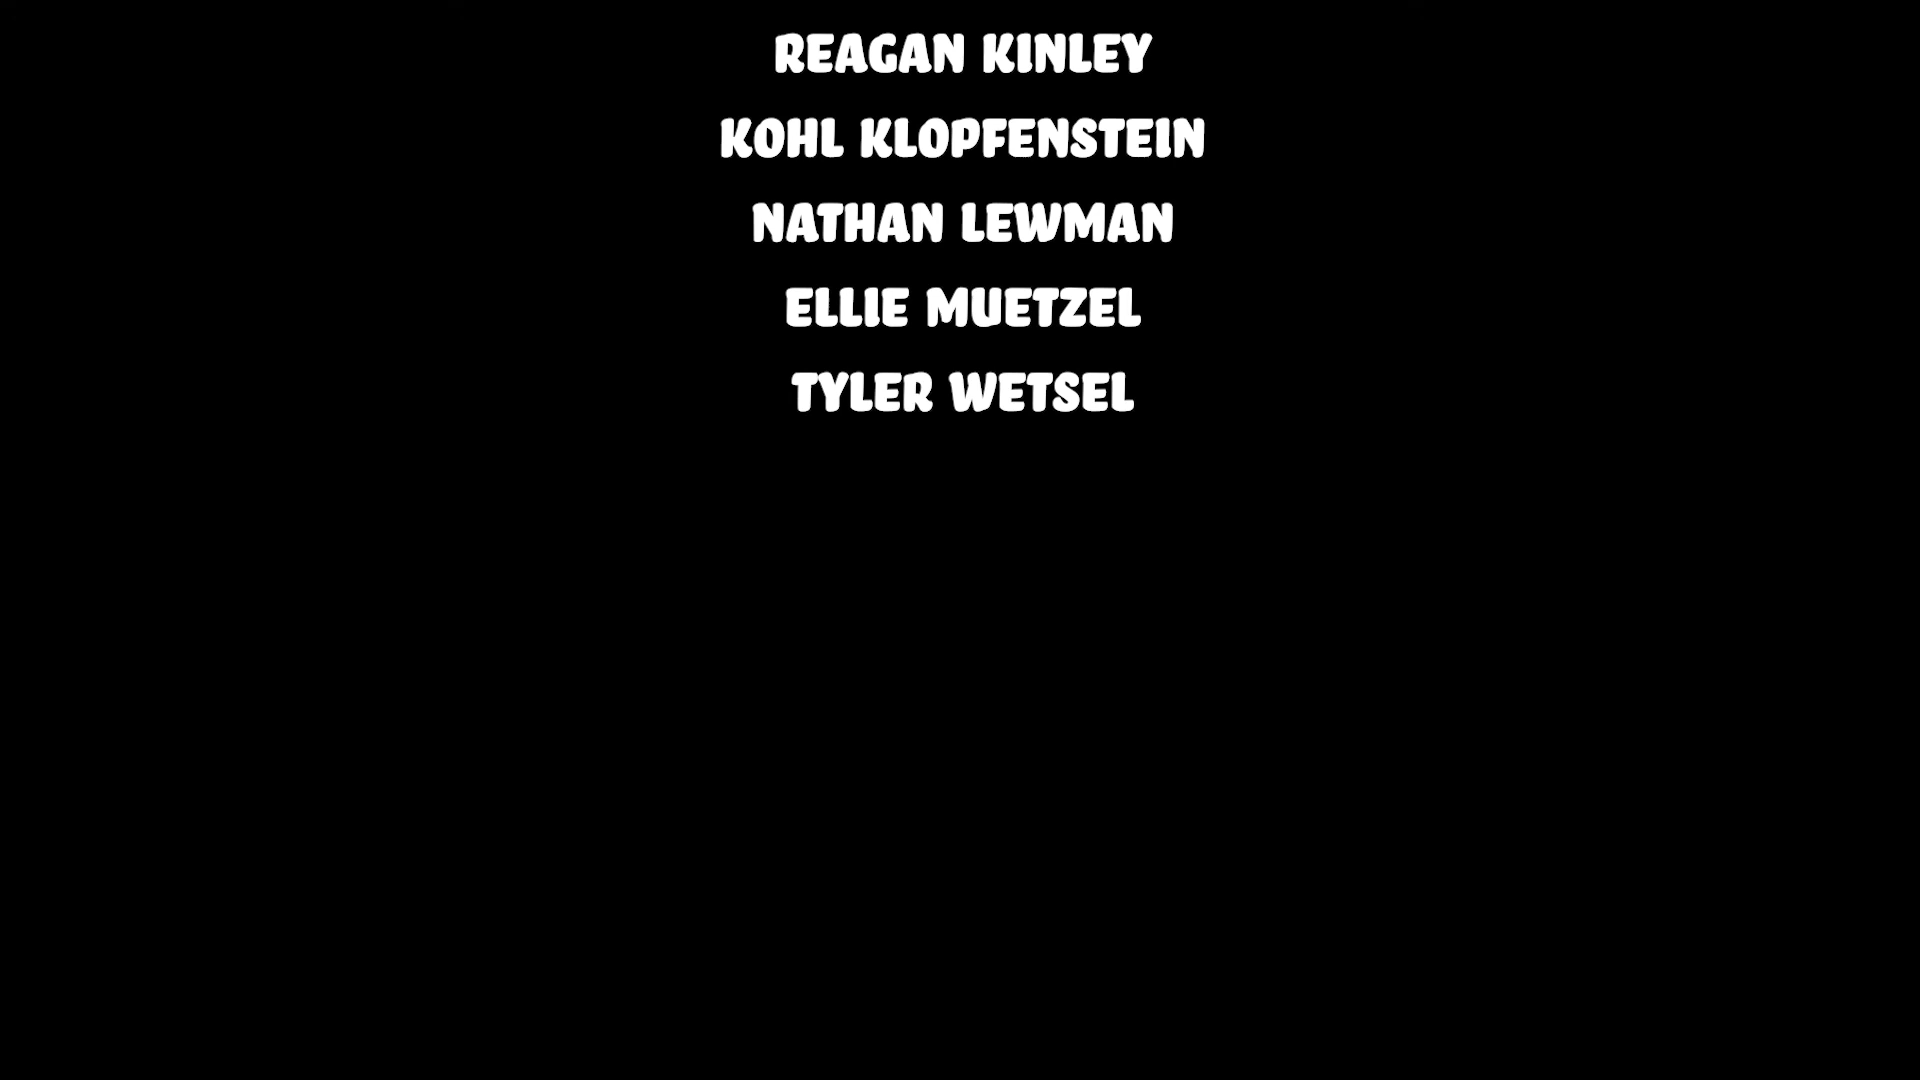 REAGAN KINLEY
KOHL KLOPFENSTEIN
NATHAN LEWMAN
ELLIE MUETZEL
TYLER WETSEL